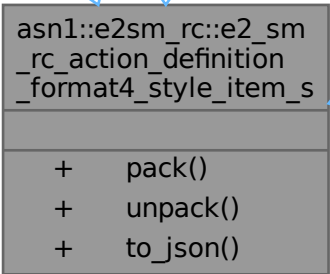 asn1::e2sm_rc::e2_sm
_rc_action_definition
_format4_style_item_s
+ pack()
+ unpack()
+ to_json()